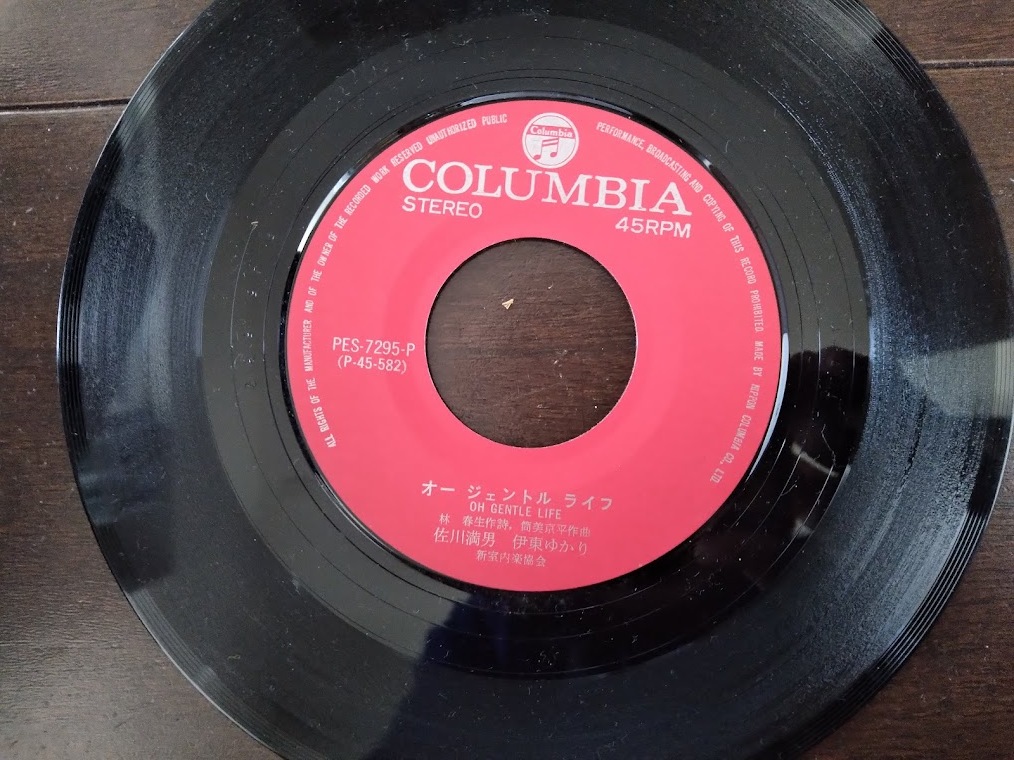 ALL RIGHTS OF THE MANUFACTURER AND OF THE OWNER OF THE RECORDED WORK RESERVED UNAUTHORIZED PUBLIC PERFORMANCE, BROADCASTING AND COPYING OF THIS RECORD PROHIBITED. MADE BY NIPPON COLUMBIA CO., LTD.
Columbia
COLUMBIA
STEREO
45RPM
PES-7295-P
(P-45-582)
オー ジェントル ライフ
OH GENTLE LIFE
林 春生作詩, 筒美京平作曲
佐川満男 伊東ゆかり
新室内楽協会